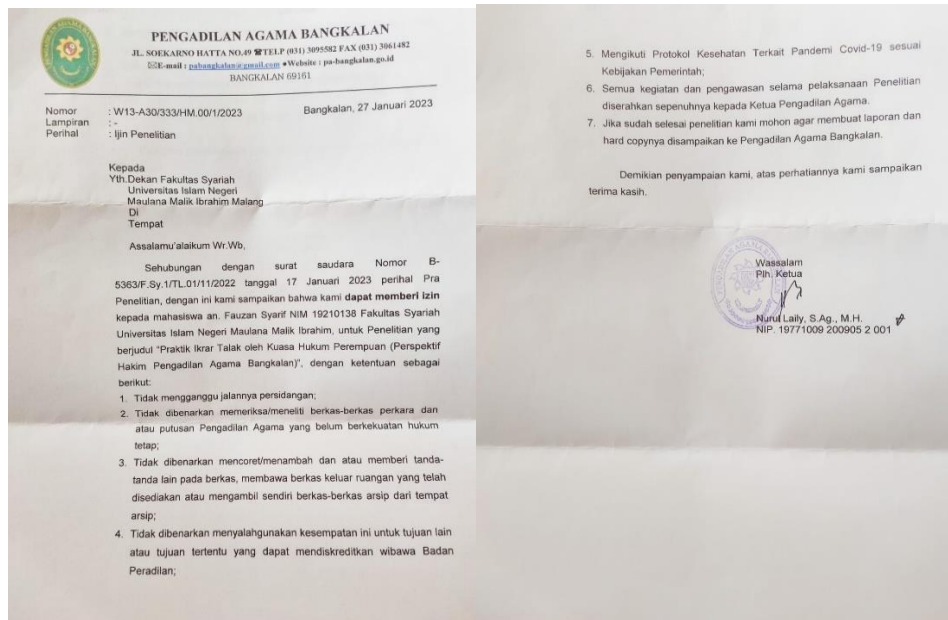 PENGADILAN AGAMA BANGKALAN
JL. SOEKARNO HATTA NO.49 ☎TELP (031) 3095582 FAX (031) 3061482
✉E-mail : pabangkalan@gmail.com ●Website : pa-bangkalan.go.id
BANGKALAN 69161
Nomor : W13-A30/333/HM.00/1/2023 Bangkalan, 27 Januari 2023
Lampiran : -
Perihal : Ijin Penelitian
Kepada
Yth.Dekan Fakultas Syariah
Universitas Islam Negeri
Maulana Malik Ibrahim Malang
Di
Tempat
Assalamu'alaikum Wr.Wb,
Sehubungan dengan surat saudara Nomor B-
5363/F.Sy.1/TL.01/11/2022 tanggal 17 Januari 2023 perihal Pra
Penelitian, dengan ini kami sampaikan bahwa kami dapat memberi izin
kepada mahasiswa an. Fauzan Syarif NIM 19210138 Fakultas Syariah
Universitas Islam Negeri Maulana Malik Ibrahim, untuk Penelitian yang
berjudul "Praktik Ikrar Talak oleh Kuasa Hukum Perempuan (Perspektif
Hakim Pengadilan Agama Bangkalan)", dengan ketentuan sebagai
berikut:
1. Tidak mengganggu jalannya persidangan;
2. Tidak dibenarkan memeriksa/meneliti berkas-berkas perkara dan
atau putusan Pengadilan Agama yang belum berkekuatan hukum
tetap;
3. Tidak dibenarkan mencoret/menambah dan atau memberi tanda-
tanda lain pada berkas, membawa berkas keluar ruangan yang telah
disediakan atau mengambil sendiri berkas-berkas arsip dari tempat
arsip;
4. Tidak dibenarkan menyalahgunakan kesempatan ini untuk tujuan lain
atau tujuan tertentu yang dapat mendiskreditkan wibawa Badan
Peradilan;
5. Mengikuti Protokol Kesehatan Terkait Pandemi Covid-19 sesuai
Kebijakan Pemerintah;
6. Semua kegiatan dan pengawasan selama pelaksanaan Penelitian
diserahkan sepenuhnya kepada Ketua Pengadilan Agama.
7. Jika sudah selesai penelitian kami mohon agar membuat laporan dan
hard copynya disampaikan ke Pengadilan Agama Bangkalan.
Demikian penyampaian kami, atas perhatiannya kami sampaikan
terima kasih.
Wassalam
Plh. Ketua
Nurul Laily, S.Ag., M.H.
NIP. 19771009 200905 2 001